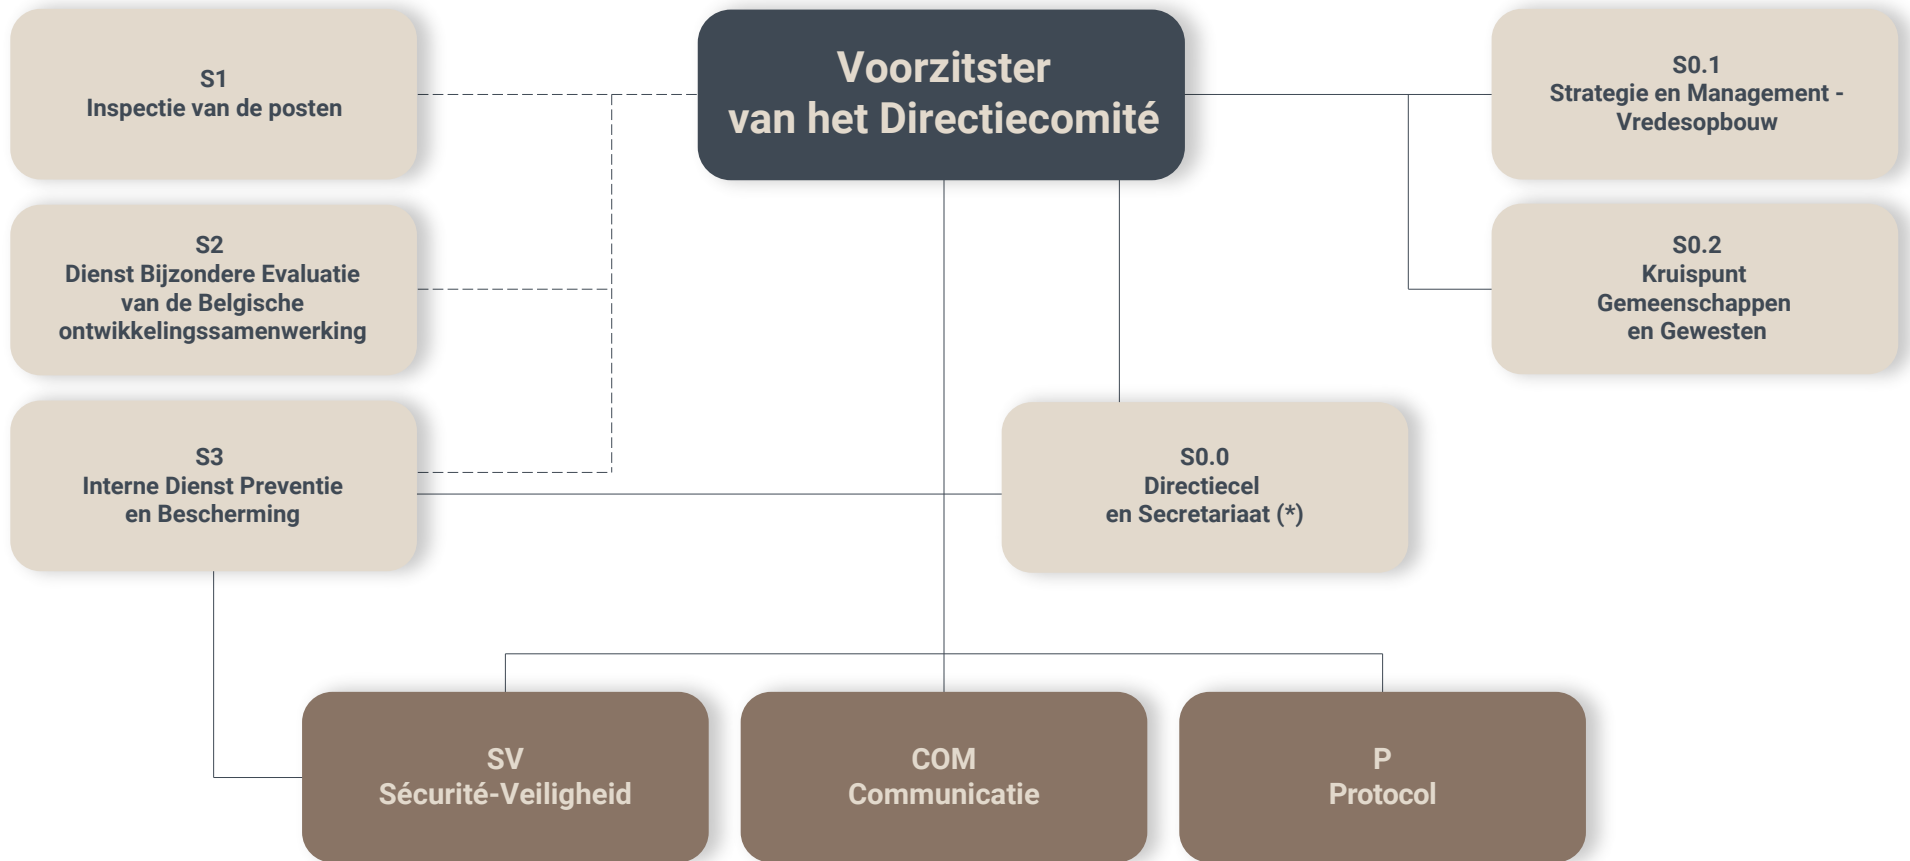 Voorzitster
van het Directiecomité
S1
Inspectie van de posten
S2
Dienst Bijzondere Evaluatie
van de Belgische
ontwikkelingssamenwerking
S3
Interne Dienst Preventie
en Bescherming
S0.1
Strategie en Management -
Vredesopbouw
S0.2
Kruispunt
Gemeenschappen
en Gewesten
S0.0
Directiecel
en Secretariaat (*)
SV
Sécurité-Veiligheid
COM
Communicatie
P
Protocol